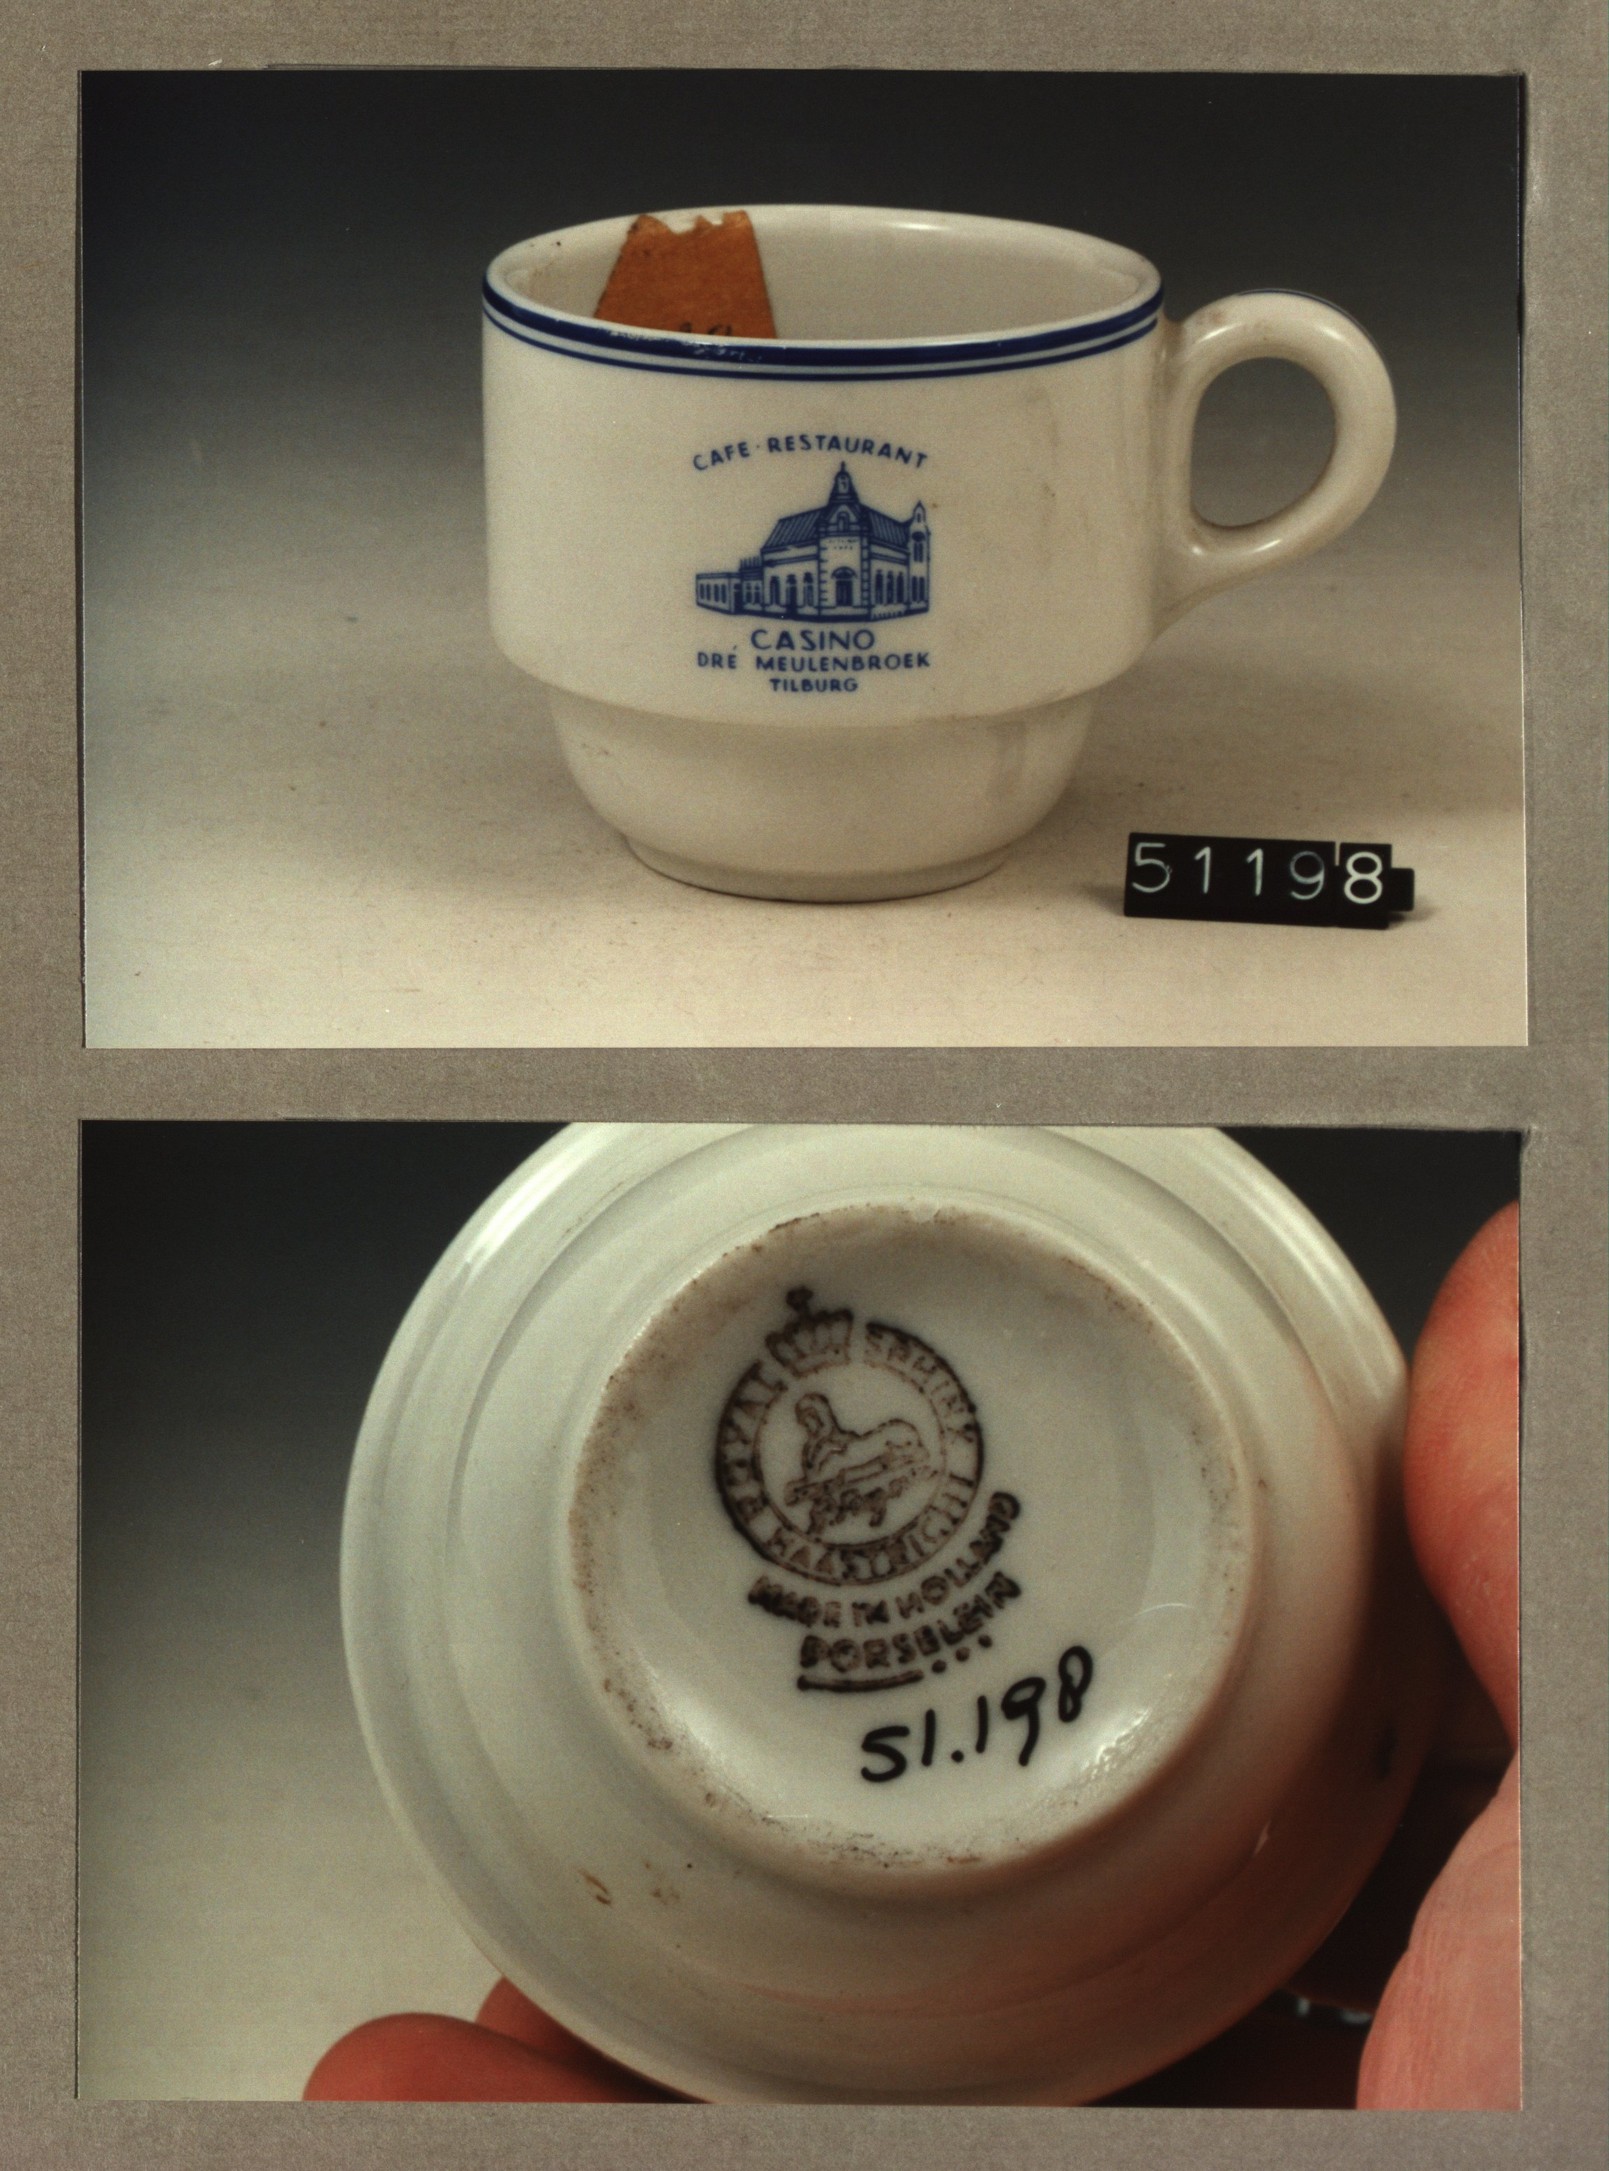 CAFE · RESTAURANT
CASINO
DRÉ MEULENBROEK
TILBURG
51198
ROYAL SPHINX
MAASTRICHT
MADE IN HOLLAND
PORSELEIN
51.198